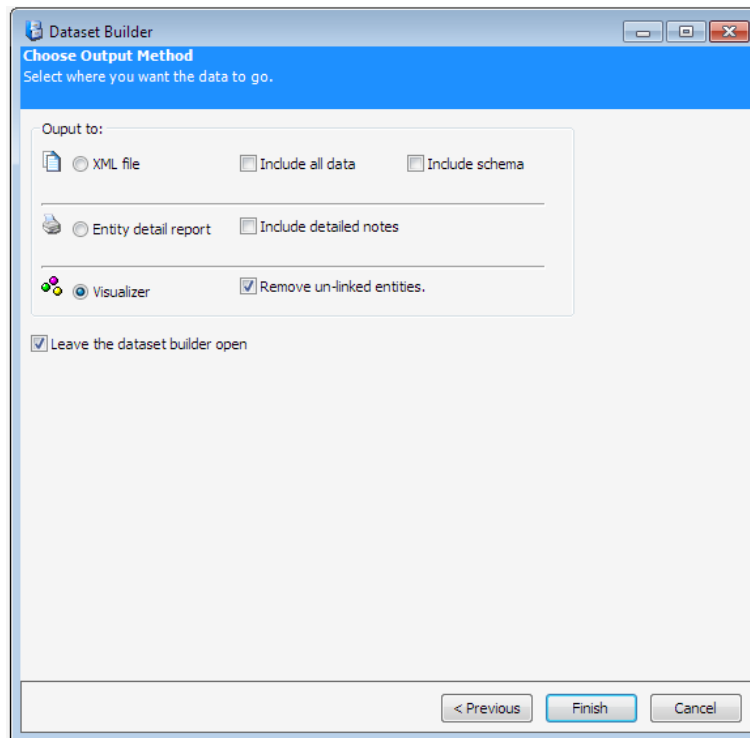 Dataset Builder
Choose Output Method
Select where you want the data to go.
Ouput to:
XML file Include all data Include schema
Entity detail report Include detailed notes
Visualizer Remove un-linked entities.
Leave the dataset builder open
< Previous Finish Cancel